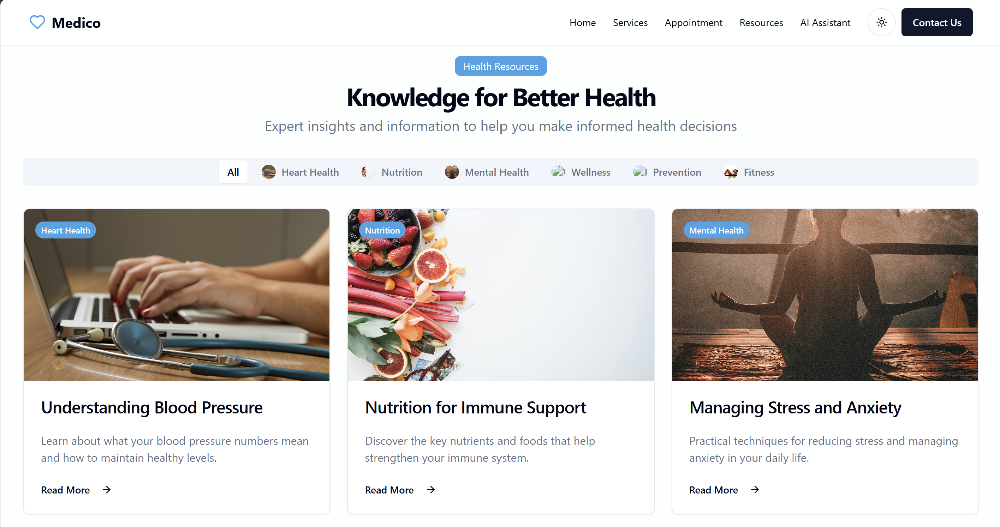 Medico
Home
Services
Appointment
Resources
AI Assistant
Contact Us
Health Resources
Knowledge for Better Health
Expert insights and information to help you make informed health decisions
All
Heart Health
Nutrition
Mental Health
Wellness
Prevention
Fitness
Heart Health
Understanding Blood Pressure
Learn about what your blood pressure numbers mean
and how to maintain healthy levels.
Read More
Nutrition
Nutrition for Immune Support
Discover the key nutrients and foods that help
strengthen your immune system.
Read More
Mental Health
Managing Stress and Anxiety
Practical techniques for reducing stress and managing
anxiety in your daily life.
Read More